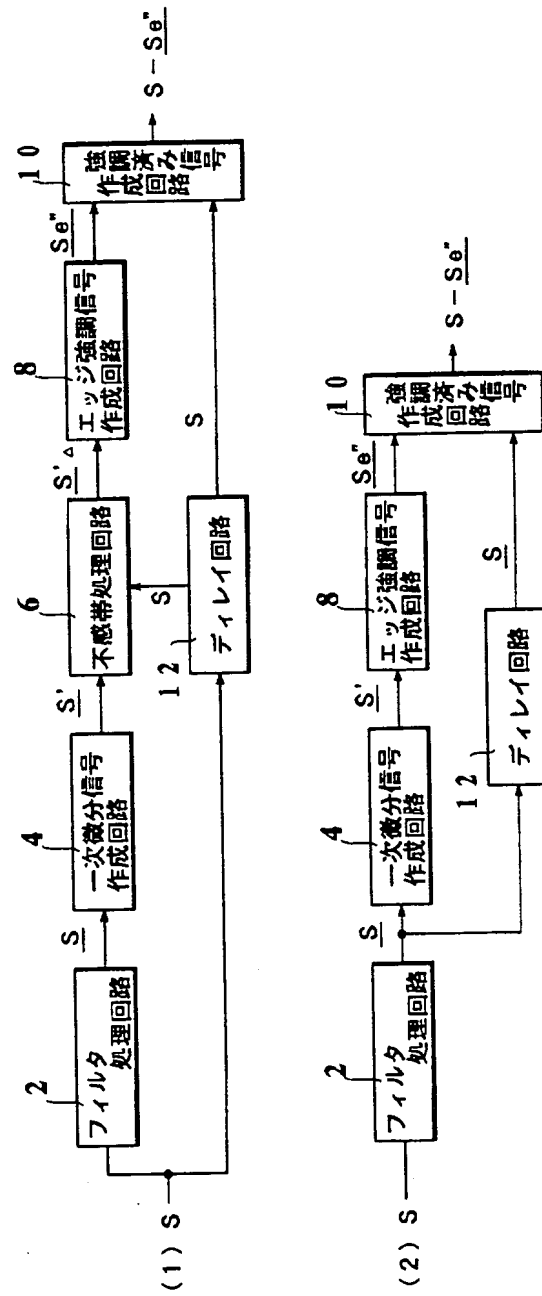 (1) S
2
フィルタ
処理回路
S
4
一次微分信号
作成回路
S'
6
不感帯処理回路
S'△
8
エッジ強調信号
作成回路
Se"
10
強調済み信号
作成回路
S－Se"
12
ディレイ回路
S
S
(2) S
2
フィルタ
処理回路
S
4
一次微分信号
作成回路
S'
8
エッジ強調信号
作成回路
Se"
10
強調済み信号
作成回路
S－Se"
12
ディレイ回路
S